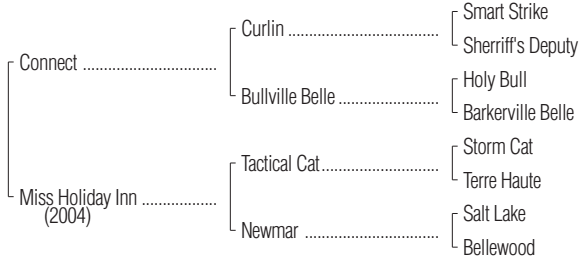 Smart Strike
Curlin
Sherriff's Deputy
Connect
Holy Bull
Bullville Belle
Barkerville Belle
Storm Cat
Tactical Cat
Terre Haute
Miss Holiday Inn
(2004)
Salt Lake
Newmar
Bellewood